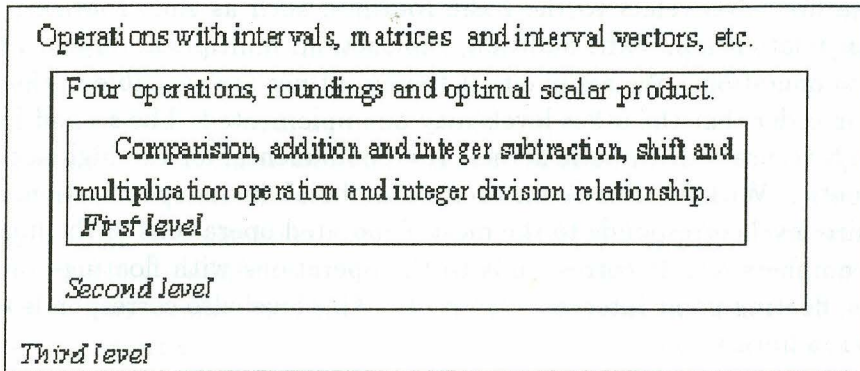 Operations with intervals, matrices and interval vectors, etc.
Four operations, roundings and optimal scalar product.
Comparision, addition and integer subtraction, shift and
multiplication operation and integer division relationship.
First level
Second level
Third level